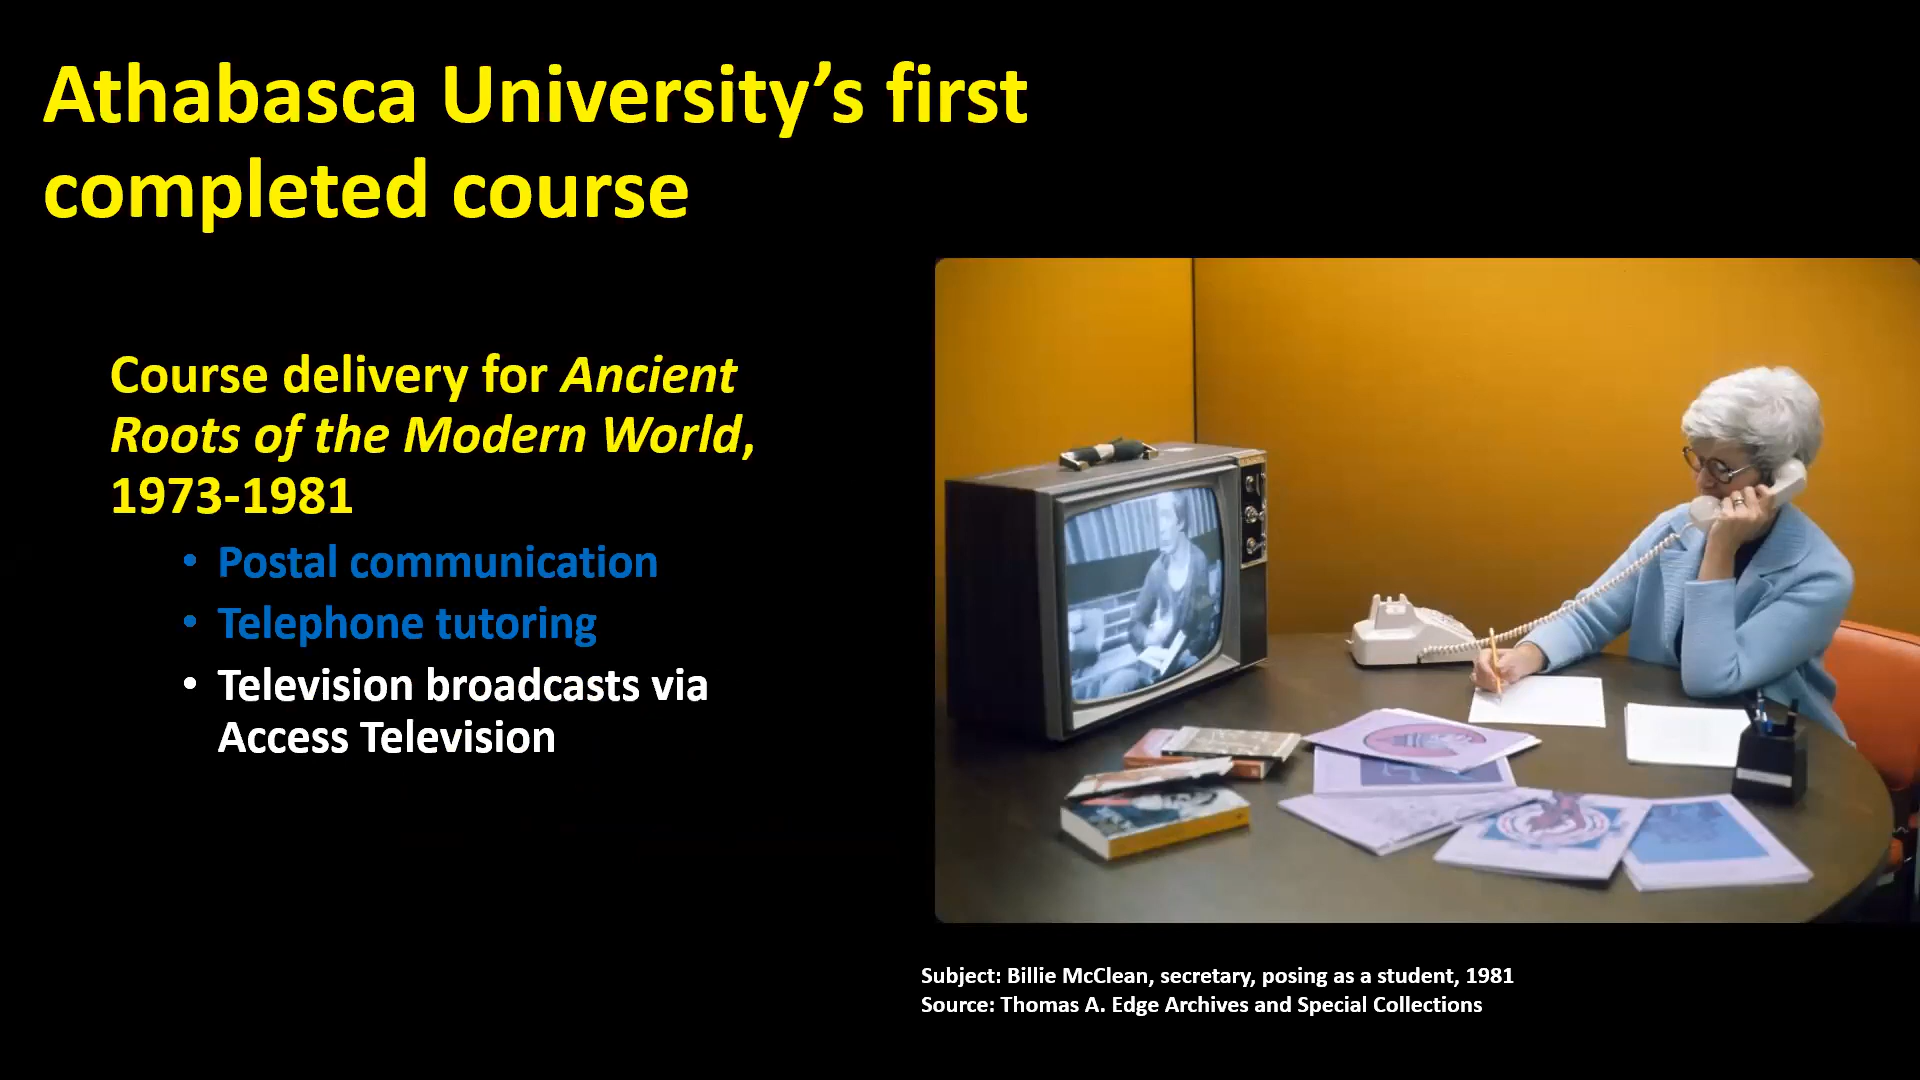 Athabasca University’s first
completed course
Course delivery for Ancient
Roots of the Modern World,
1973-1981
• Postal communication
• Telephone tutoring
• Television broadcasts via
Access Television
Subject: Billie McClean, secretary, posing as a student, 1981
Source: Thomas A. Edge Archives and Special Collections